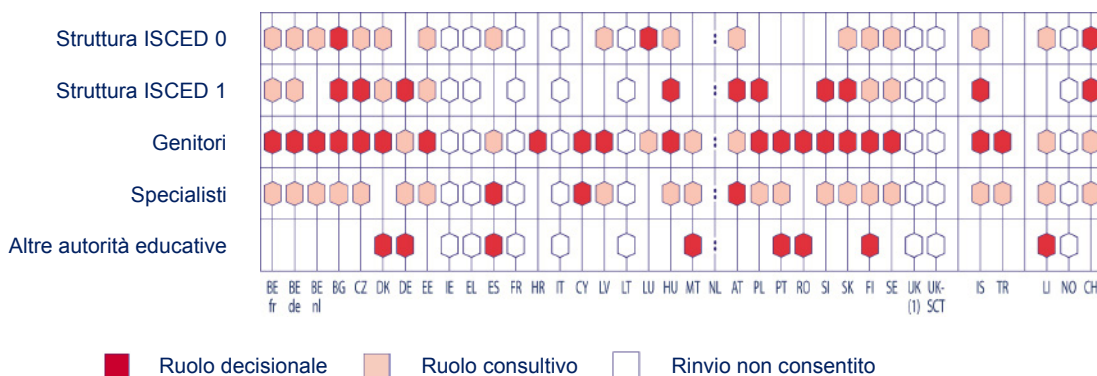 Struttura ISCED 0
Struttura ISCED 1
Genitori
Specialisti
Altre autorità educative
BE fr BE de BE nl BG CZ DK DE EE IE EL ES FR HR IT CY LV LT LU HU MT NL AT PL PT RO SI SK FI SE UK (1) UK-SCT IS TR LI NO CH
Ruolo decisionale Ruolo consultivo Rinvio non consentito